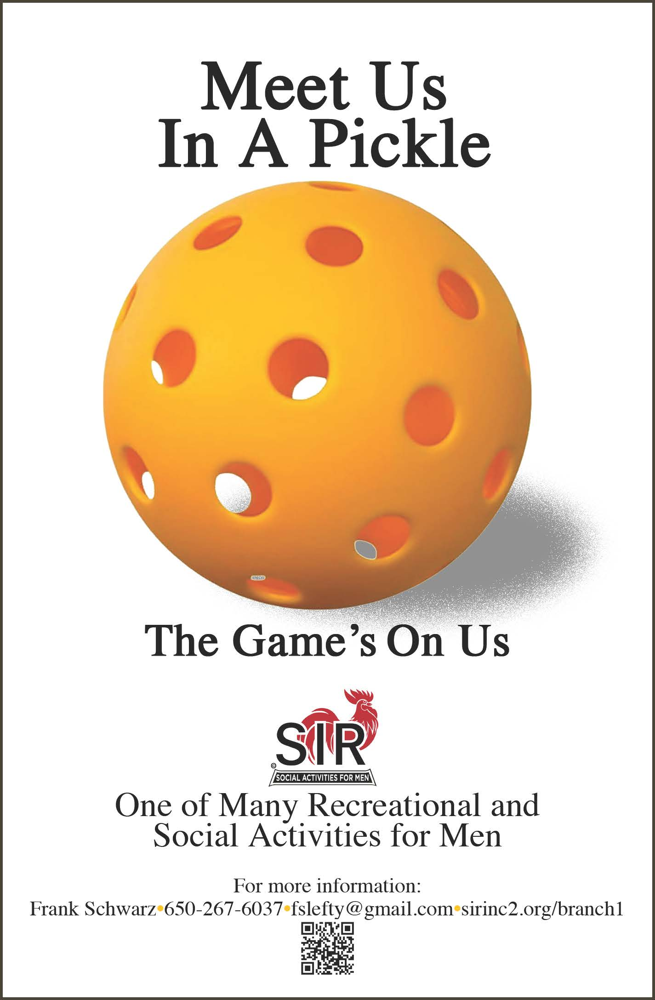 Meet Us
In A Pickle
The Game’s On Us
SIR
©
SOCIAL ACTIVITIES FOR MEN
One of Many Recreational and
Social Activities for Men
For more information:
Frank Schwarz•650-267-6037•fslefty@gmail.com•sirinc2.org/branch1